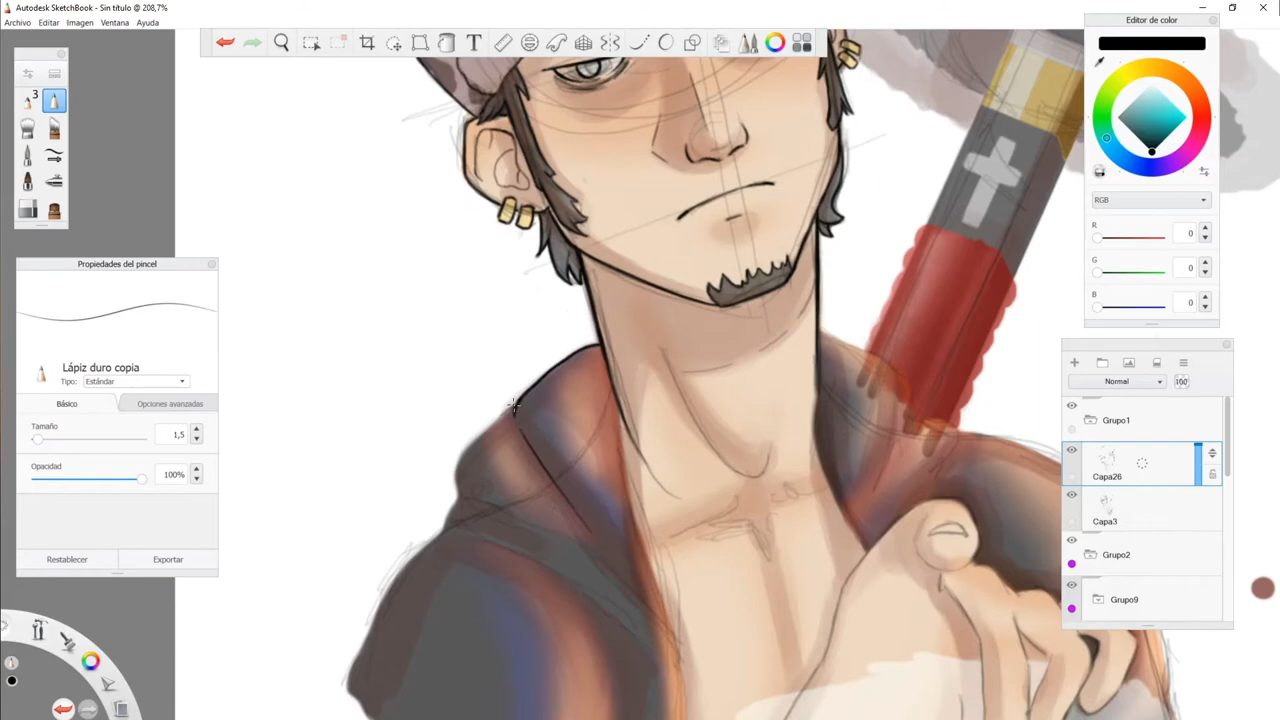 Autodesk SketchBook - Sin título @ 208,7%
Archivo Editar Imagen Ventana Ayuda
Editor de color
3
RGB
R 0
G 0
B 0
Propiedades del pincel
Lápiz duro copia
Tipo: Estándar
Básico Opciones avanzadas
Tamaño
1,5
Opacidad
100%
Restablecer Exportar
Normal 100
Grupo1
Capa26
Capa3
Grupo2
Grupo9